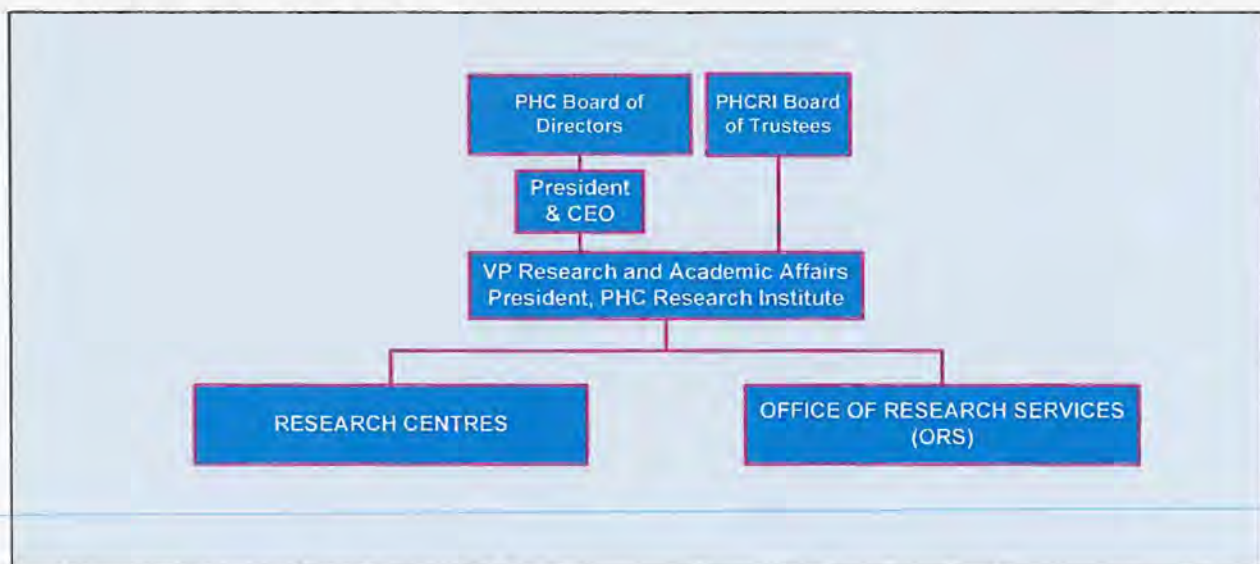 PHC Board of
Directors
PHCRI Board
of Trustees
President
& CEO
VP Research and Academic Affairs
President, PHC Research Institute
RESEARCH CENTRES
OFFICE OF RESEARCH SERVICES
(ORS)